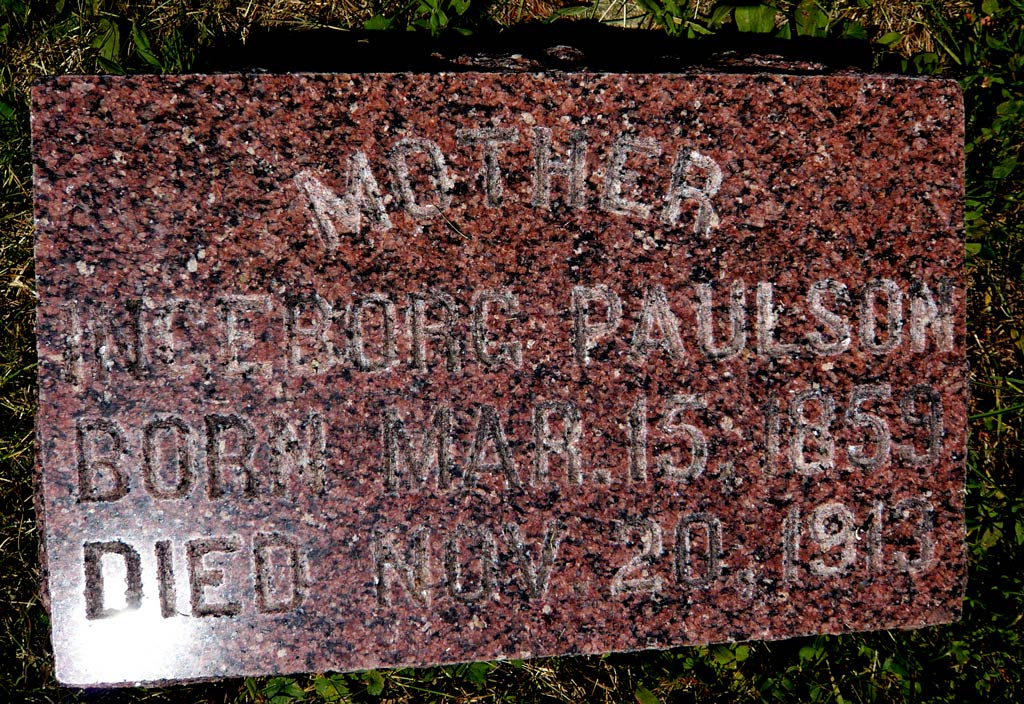 MOTHER
INGEBORG PAULSON
BORN MAR. 15, 1859
DIED NOV 20, 1913